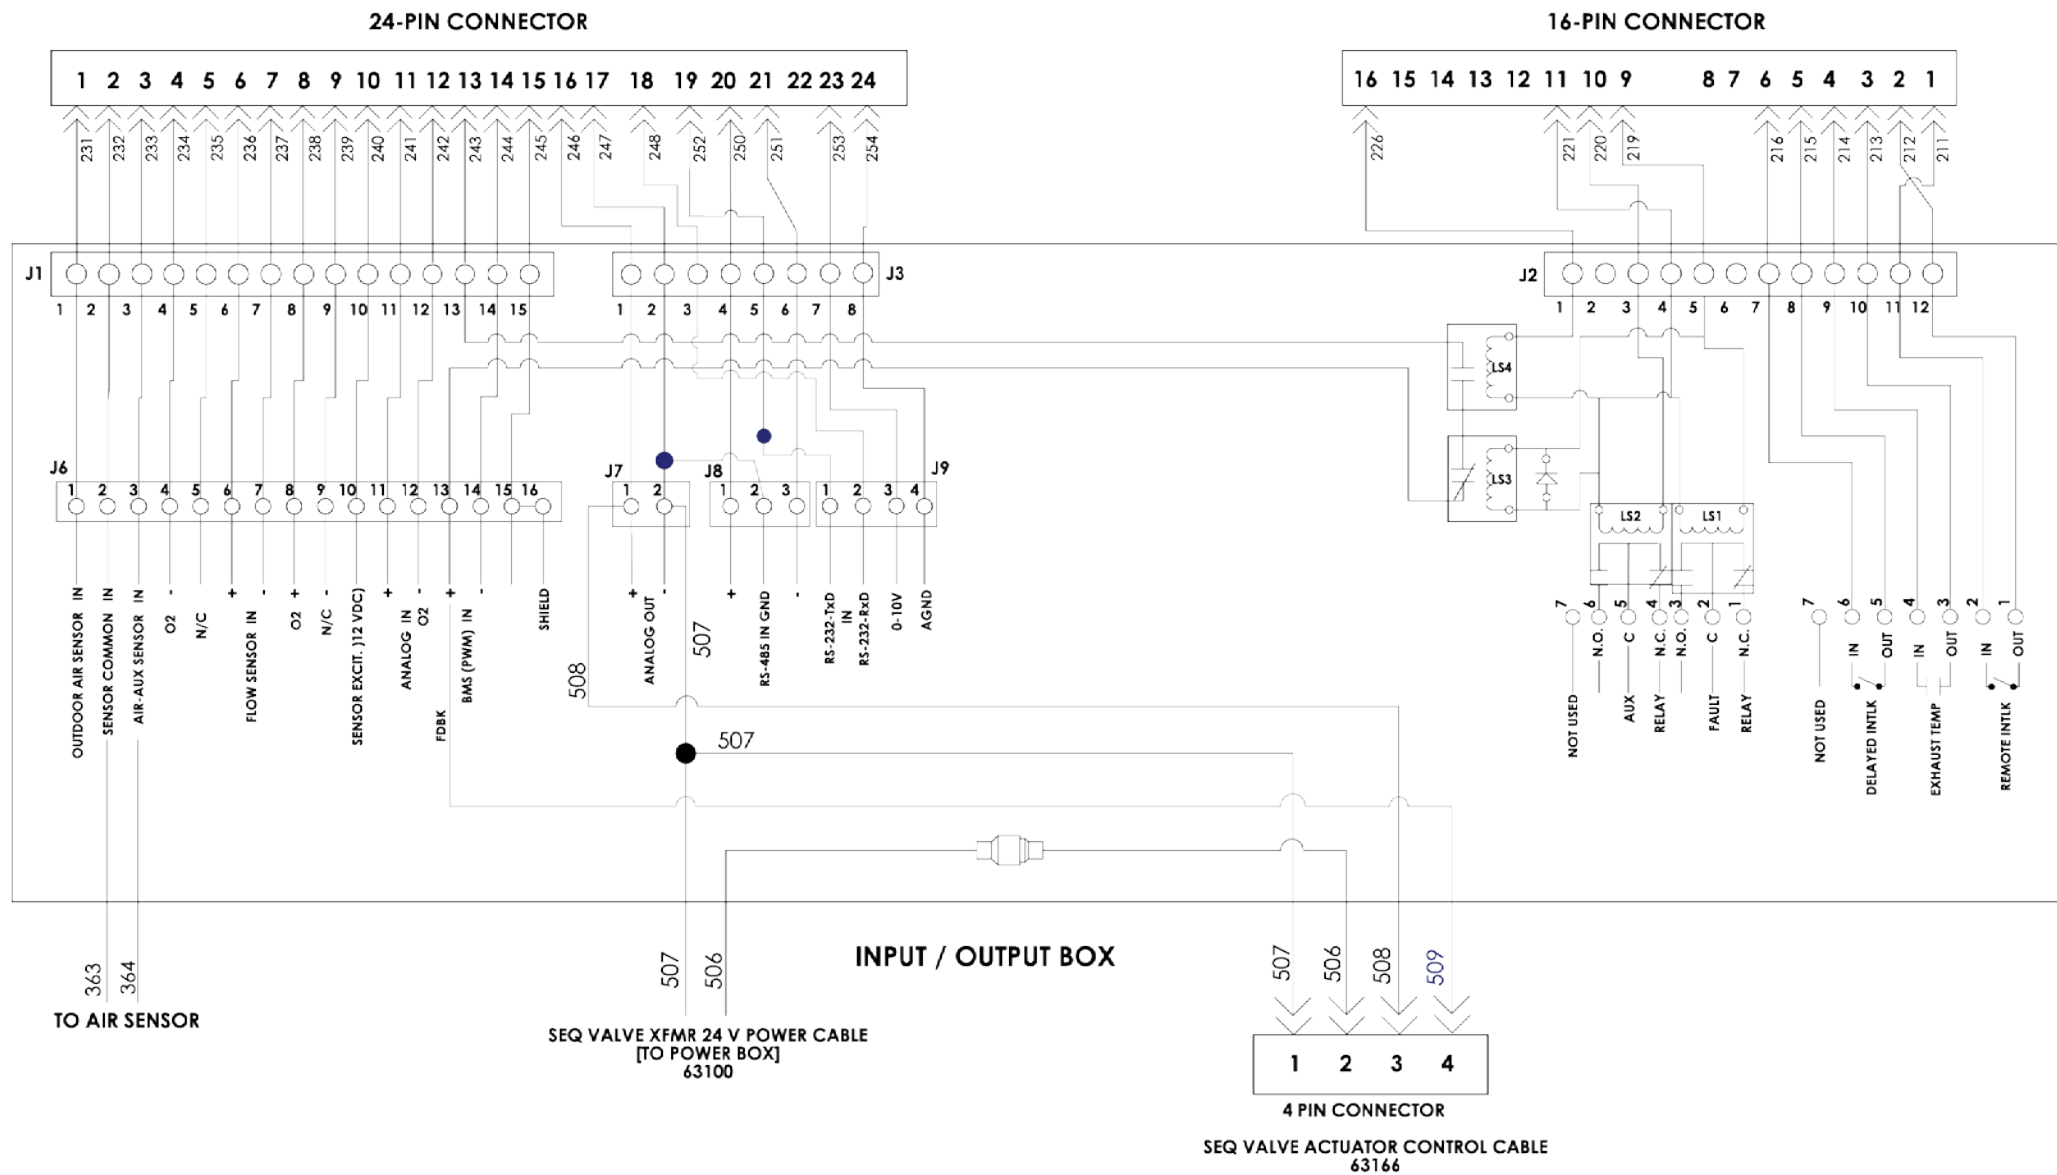 24-PIN CONNECTOR
16-PIN CONNECTOR
1 2 3 4 5 6 7 8 9 10 11 12 13 14 15 16 17 18 19 20 21 22 23 24
16 15 14 13 12 11 10 9 8 7 6 5 4 3 2 1
231 232 233 234 235 236 237 238 239 240 241 242 243 244 245 246 247 248 252 250 251 253 254
226 221 220 219 216 215 214 213 212 211
J1
J3
J2
1 2 3 4 5 6 7 8 9 10 11 12 13 14 15
1 2 3 4 5 6 7 8
1 2 3 4 5 6 7 8 9 10 11 12
LS4
LS3
LS2
LS1
J6
J7
J8
J9
1 2 3 4 5 6 7 8 9 10 11 12 13 14 15 16
1 2
1 2 3
1 2 3 4
OUTDOOR AIR SENSOR IN
SENSOR COMMON IN
AIR-AUX SENSOR IN
O2 -
N/C
+ FLOW SENSOR IN -
O2 +
N/C -
SENSOR EXCIT. )12 VDC)
+ ANALOG IN -
O2
+ FDBK
BMS (PWM) IN -
SHIELD
+ ANALOG OUT -
+ RS-485 IN GND -
RS-232-TxD
IN
RS-232-RxD
0-10V
AGND
7 6 5 4 3 2 1
NOT USED
N.O.
C
AUX
N.C.
RELAY
N.O.
C
FAULT
N.C.
RELAY
7 6 5 4 3 2 1
NOT USED
IN OUT
DELAYED INTLK
IN OUT
EXHAUST TEMP
IN OUT
REMOTE INTLK
508
507
507
363
364
TO AIR SENSOR
507
506
SEQ VALVE XFMR 24 V POWER CABLE
[TO POWER BOX]
63100
INPUT / OUTPUT BOX
507
506
508
509
1 2 3 4
4 PIN CONNECTOR
SEQ VALVE ACTUATOR CONTROL CABLE
63166